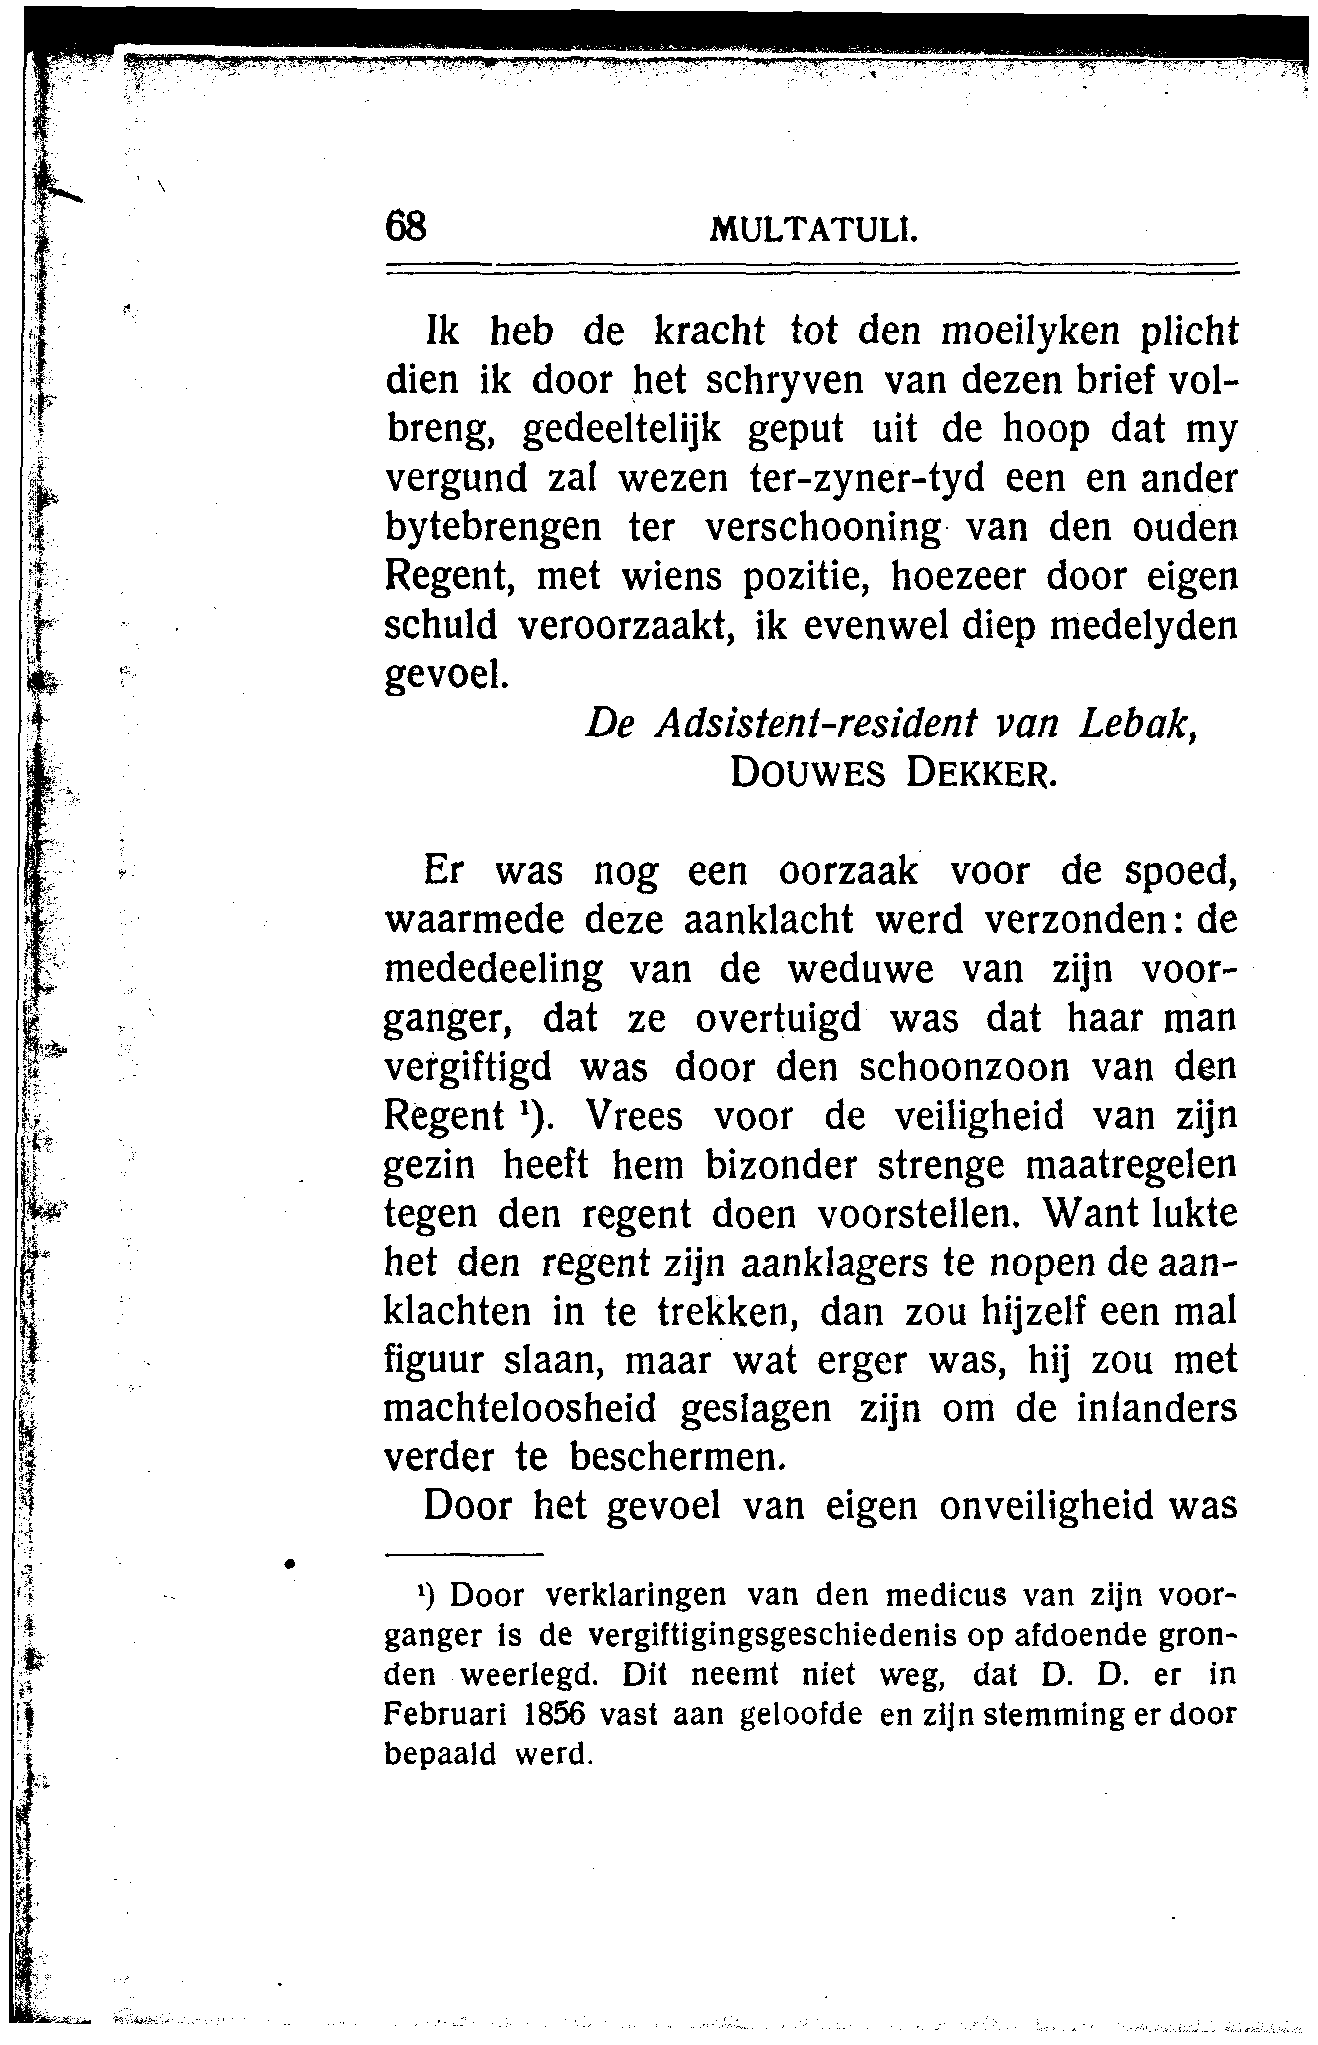 68 MULTATULI.
Ik heb de kracht tot den moeilyken plicht
dien ik door het schryven van dezen brief vol-
breng, gedeeltelijk geput uit de hoop dat my
vergund zal wezen ter-zyner-tyd een en ander
bytebrengen ter verschooning van den ouden
Regent, met wiens pozitie, hoezeer door eigen
schuld veroorzaakt, ik evenwel diep medelyden
gevoel.
De Adsistent-resident van Lebak,
DOUWES DEKKER.
Er was nog een oorzaak voor de spoed,
waarmede deze aanklacht werd verzonden: de
mededeeling van de weduwe van zijn voor-
ganger, dat ze overtuigd was dat haar man
vergiftigd was door den schoonzoon van den
Regent ¹). Vrees voor de veiligheid van zijn
gezin heeft hem bizonder strenge maatregelen
tegen den regent doen voorstellen. Want lukte
het den regent zijn aanklagers te nopen de aan-
klachten in te trekken, dan zou hijzelf een mal
figuur slaan, maar wat erger was, hij zou met
machteloosheid geslagen zijn om de inlanders
verder te beschermen.
Door het gevoel van eigen onveiligheid was
¹) Door verklaringen van den medicus van zijn voor-
ganger is de vergiftigingsgeschiedenis op afdoende gron-
den weerlegd. Dit neemt niet weg, dat D. D. er in
Februari 1856 vast aan geloofde en zijn stemming er door
bepaald werd.